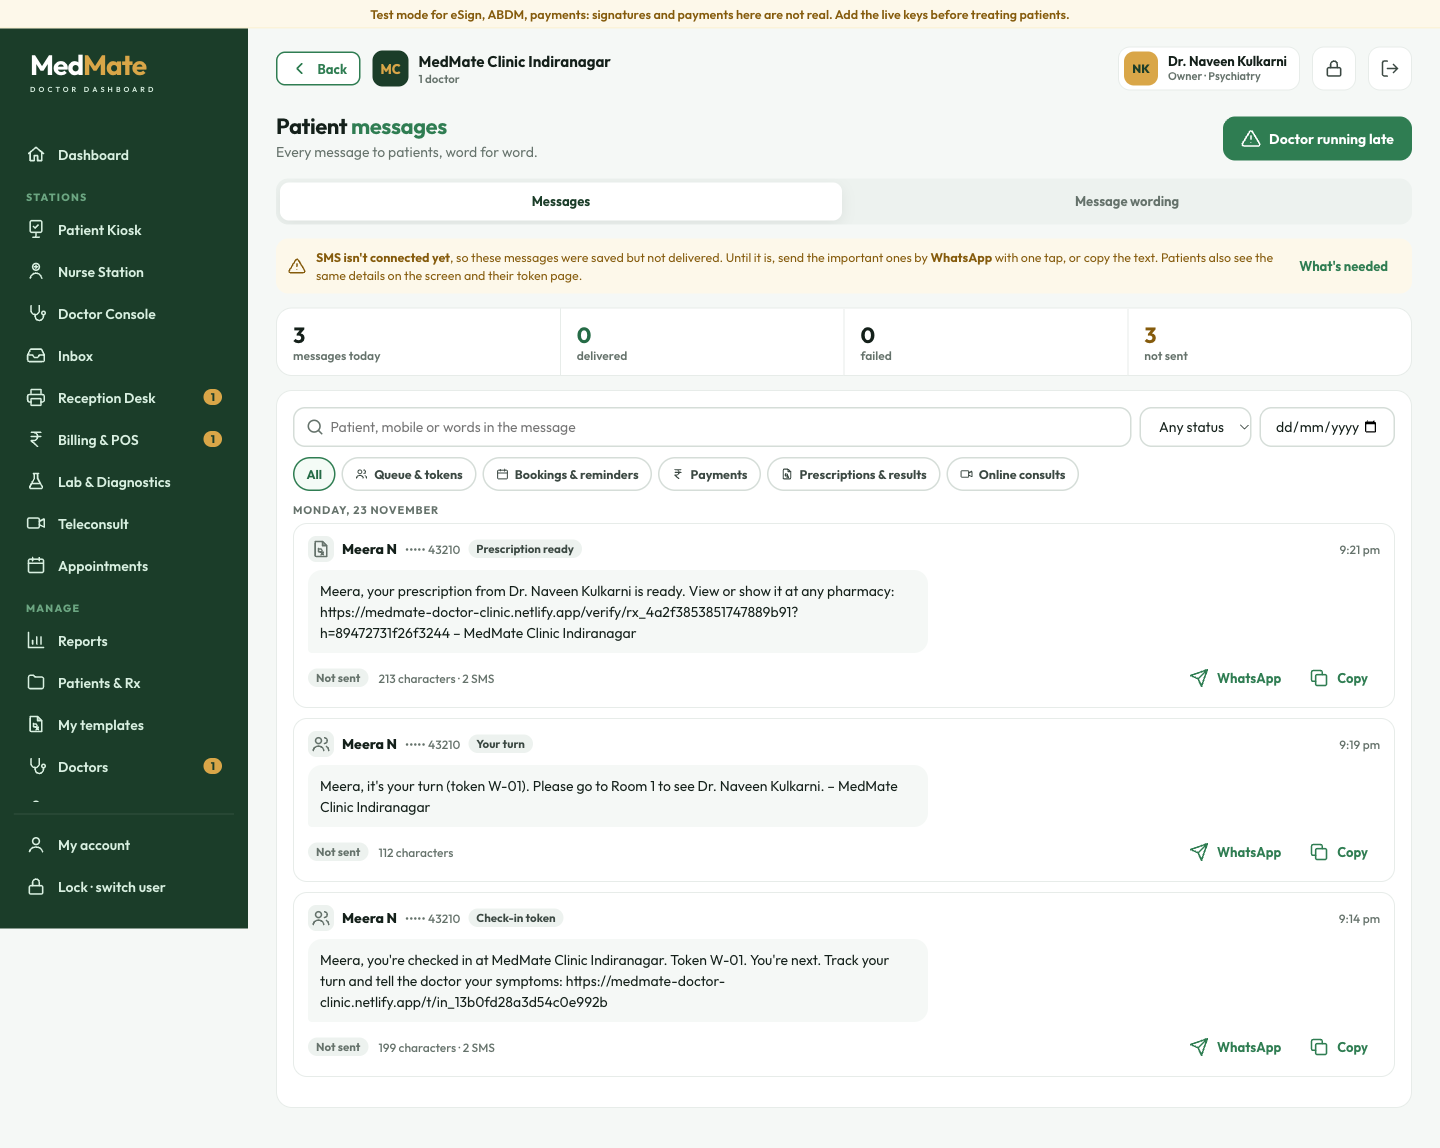 Test mode for eSign, ABDM, payments: signatures and payments here are not real. Add the live keys before treating patients.
MedMate
DOCTOR DASHBOARD
Dashboard
STATIONS
Patient Kiosk
Nurse Station
Doctor Console
Inbox
Reception Desk 1
Billing & POS 1
Lab & Diagnostics
Teleconsult
Appointments
MANAGE
Reports
Patients & Rx
My templates
Doctors 1
My account
Lock · switch user
Back
MC
MedMate Clinic Indiranagar
1 doctor
NK
Dr. Naveen Kulkarni
Owner · Psychiatry
Patient messages
Every message to patients, word for word.
Doctor running late
Messages
Message wording
SMS isn't connected yet, so these messages were saved but not delivered. Until it is, send the important ones by WhatsApp with one tap, or copy the text. Patients also see the
same details on the screen and their token page.
What's needed
3
messages today
0
delivered
0
failed
3
not sent
Patient, mobile or words in the message
Any status
dd/mm/yyyy
All
Queue & tokens
Bookings & reminders
Payments
Prescriptions & results
Online consults
MONDAY, 23 NOVEMBER
Meera N ••••• 43210 Prescription ready 9:21 pm
Meera, your prescription from Dr. Naveen Kulkarni is ready. View or show it at any pharmacy:
https://medmate-doctor-clinic.netlify.app/verify/rx_4a2f3853851747889b91?
h=89472731f26f3244 – MedMate Clinic Indiranagar
Not sent 213 characters · 2 SMS WhatsApp Copy
Meera N ••••• 43210 Your turn 9:19 pm
Meera, it's your turn (token W-01). Please go to Room 1 to see Dr. Naveen Kulkarni. – MedMate
Clinic Indiranagar
Not sent 112 characters WhatsApp Copy
Meera N ••••• 43210 Check-in token 9:14 pm
Meera, you're checked in at MedMate Clinic Indiranagar. Token W-01. You're next. Track your
turn and tell the doctor your symptoms: https://medmate-doctor-
clinic.netlify.app/t/in_13b0fd28a3d54c0e992b
Not sent 199 characters · 2 SMS WhatsApp Copy